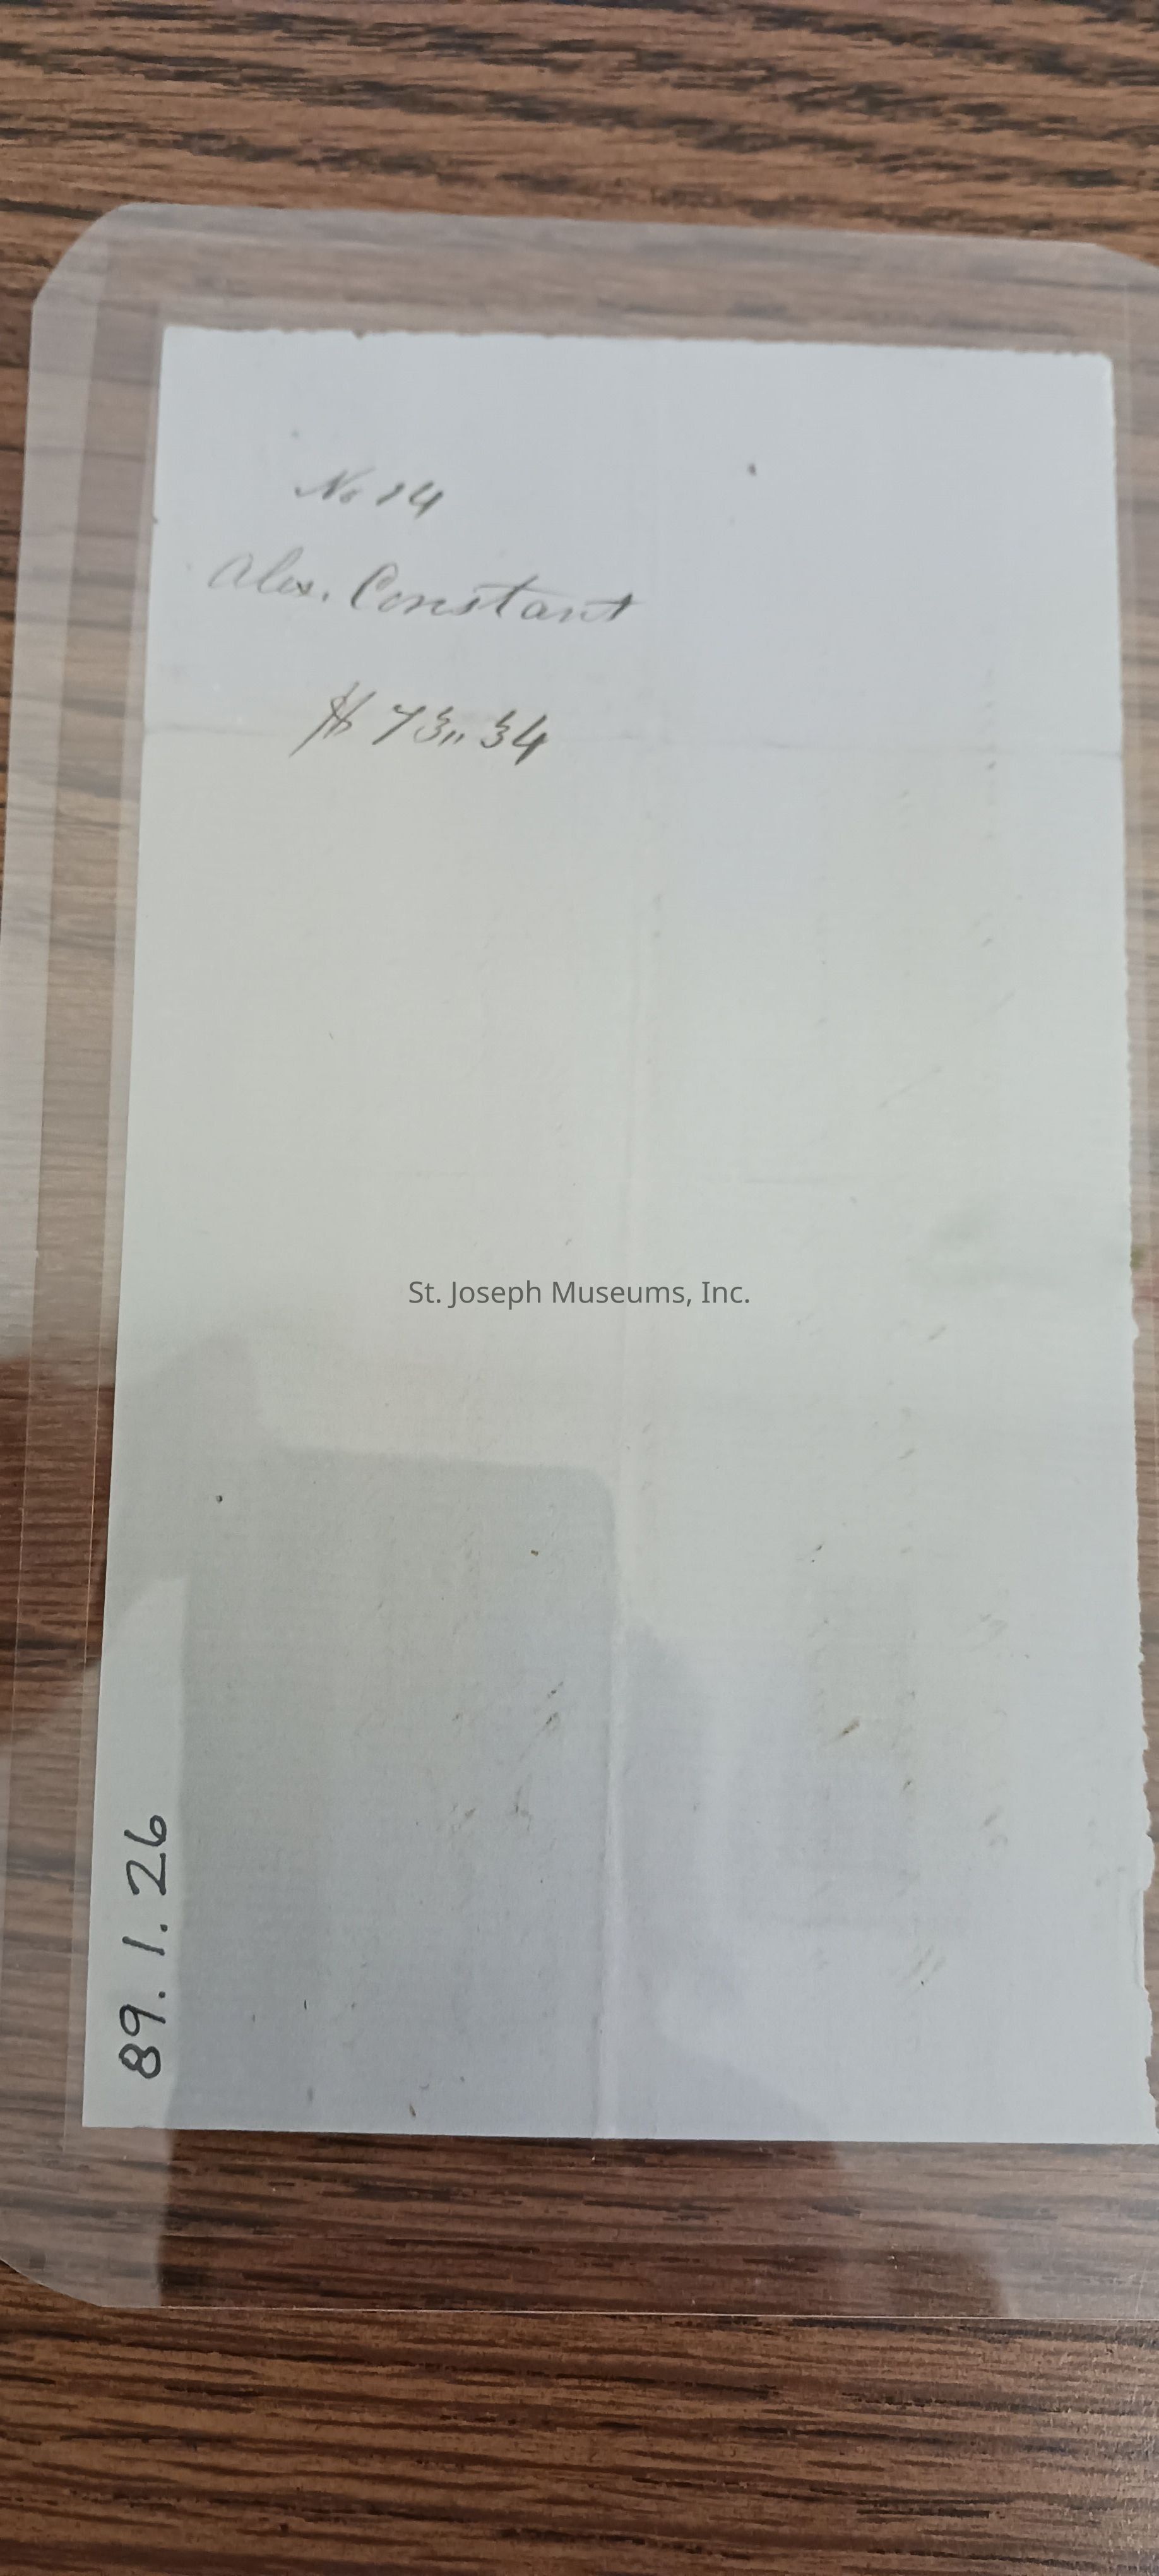 No 14
Alex. Constant
$ 73,, 34
St. Joseph Museums, Inc.
89.1.26